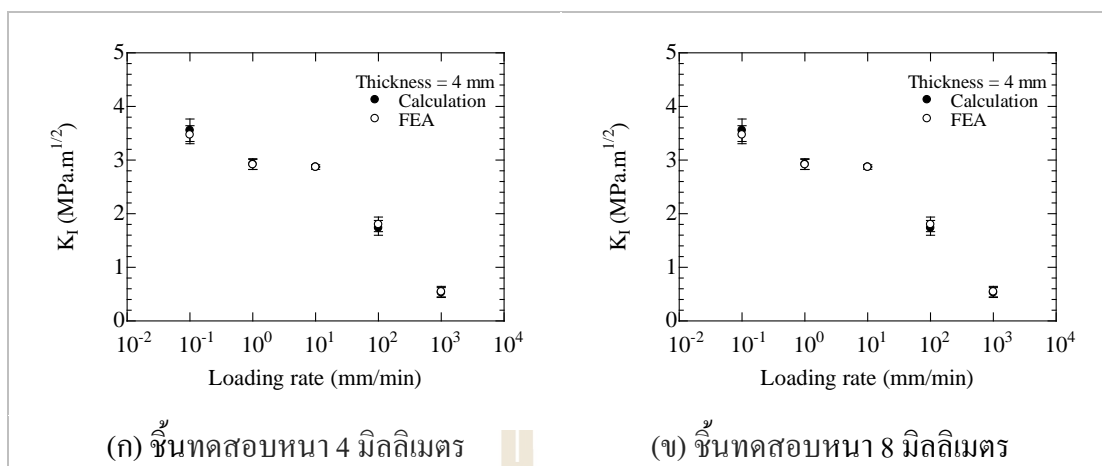 5
4
3
2
1
0
K_I (MPa.m^1/2)
Thickness = 4 mm
● Calculation
○ FEA
10^-2 10^-1 10^0 10^1 10^2 10^3 10^4
Loading rate (mm/min)
(ก) ชิ้นทดสอบหนา 4 มิลลิเมตร
5
4
3
2
1
0
K_I (MPa.m^1/2)
Thickness = 4 mm
● Calculation
○ FEA
10^-2 10^-1 10^0 10^1 10^2 10^3 10^4
Loading rate (mm/min)
(ข) ชิ้นทดสอบหนา 8 มิลลิเมตร